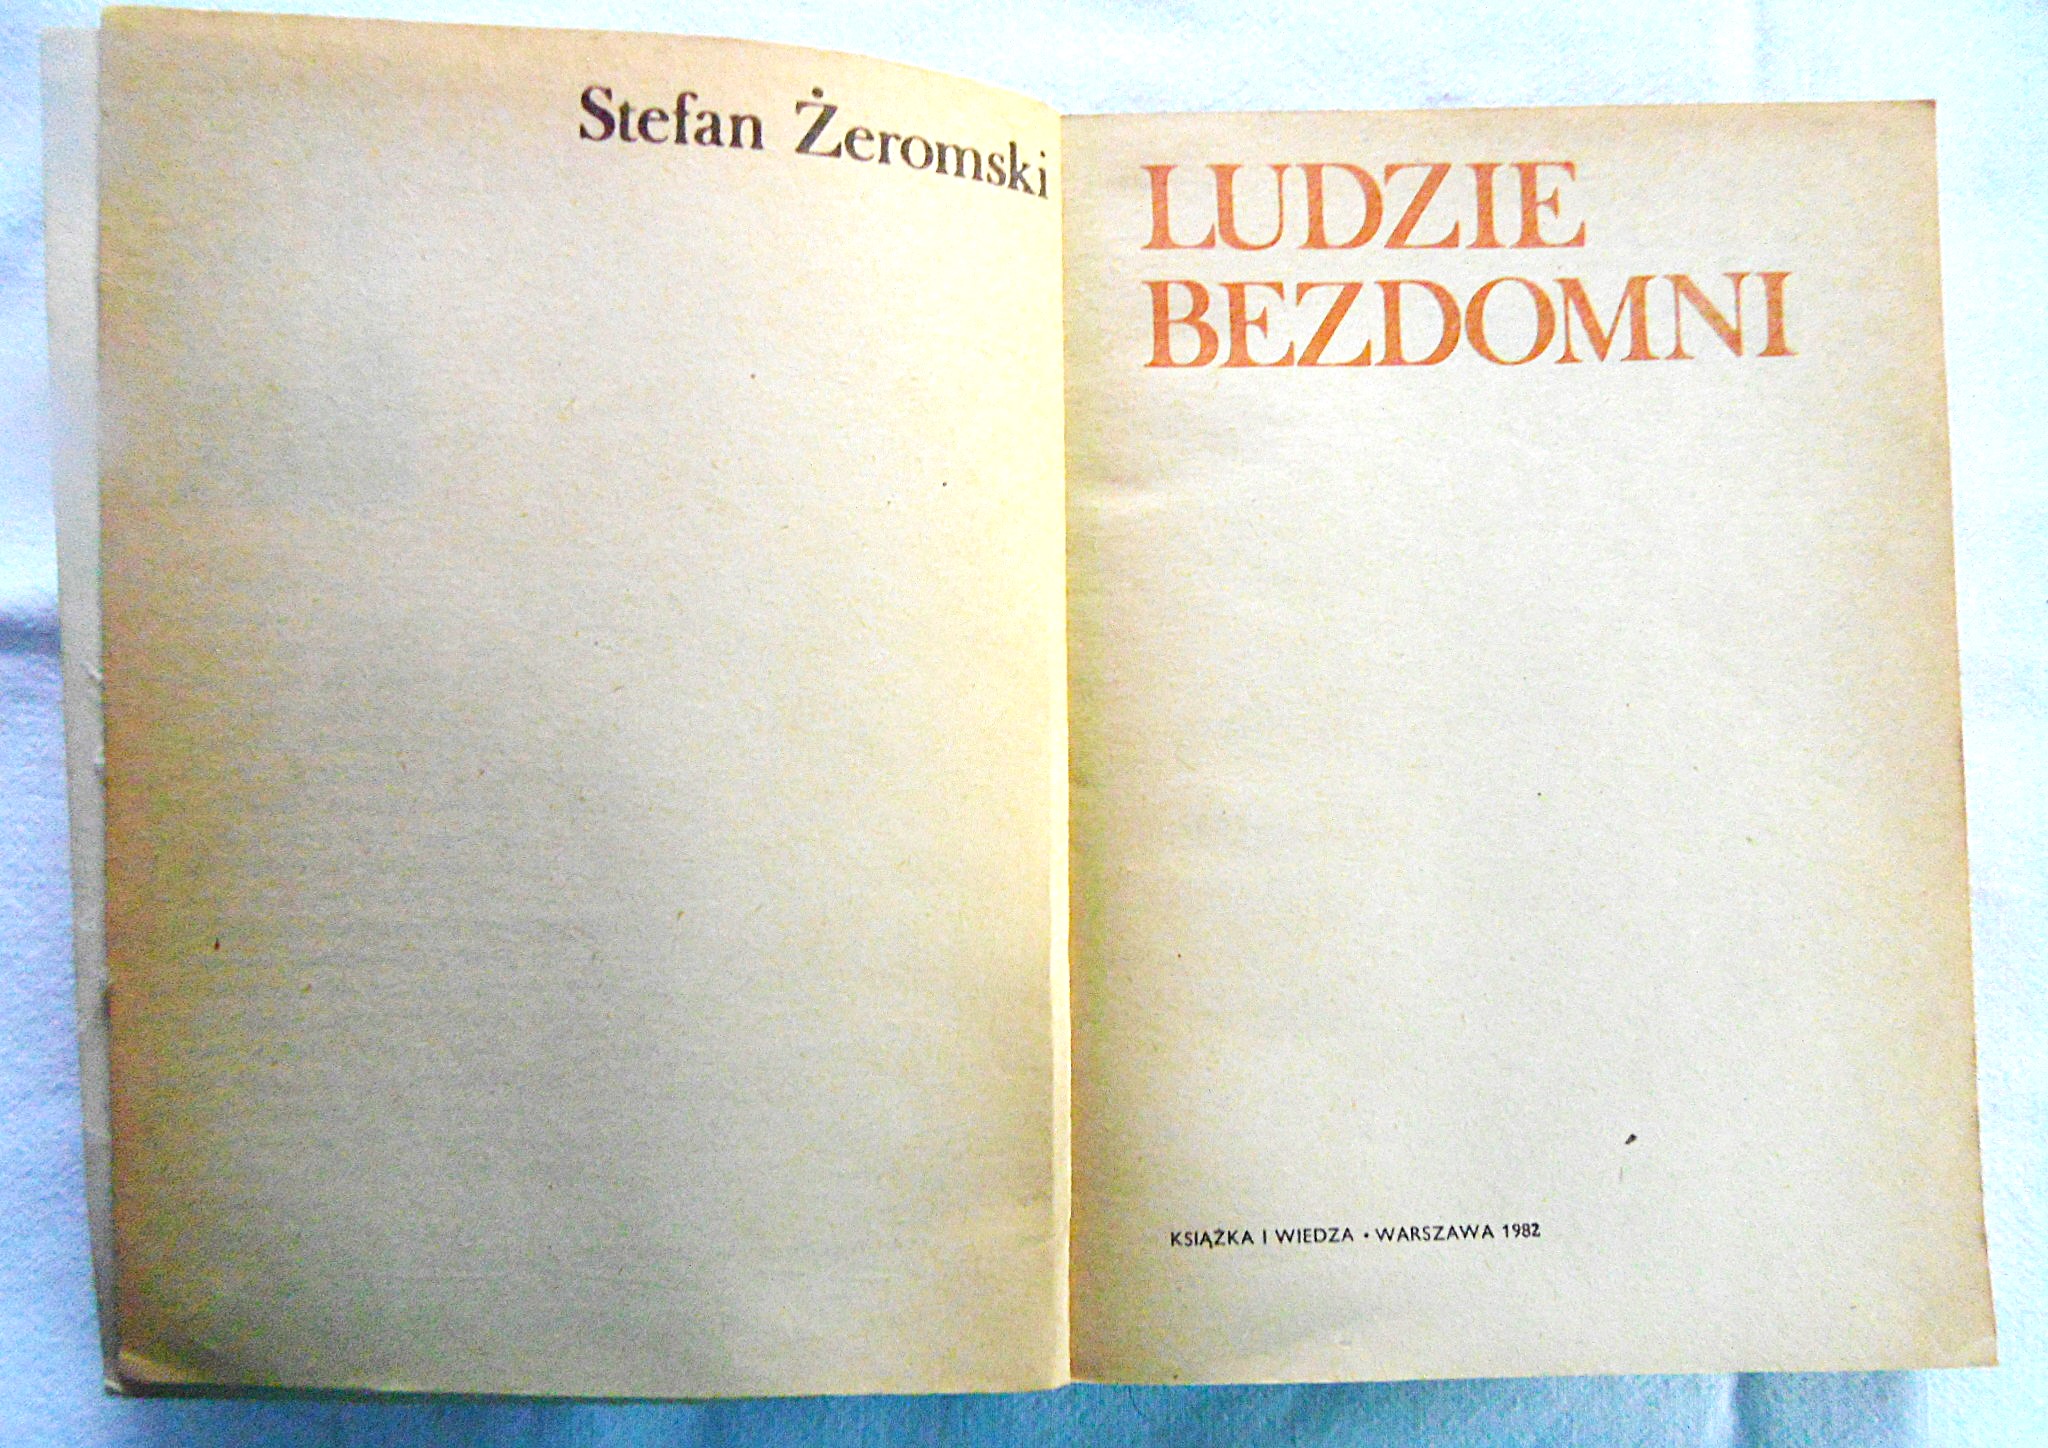 Stefan Żeromski
LUDZIE
BEZDOMNI
KSIĄŻKA I WIEDZA • WARSZAWA 1982